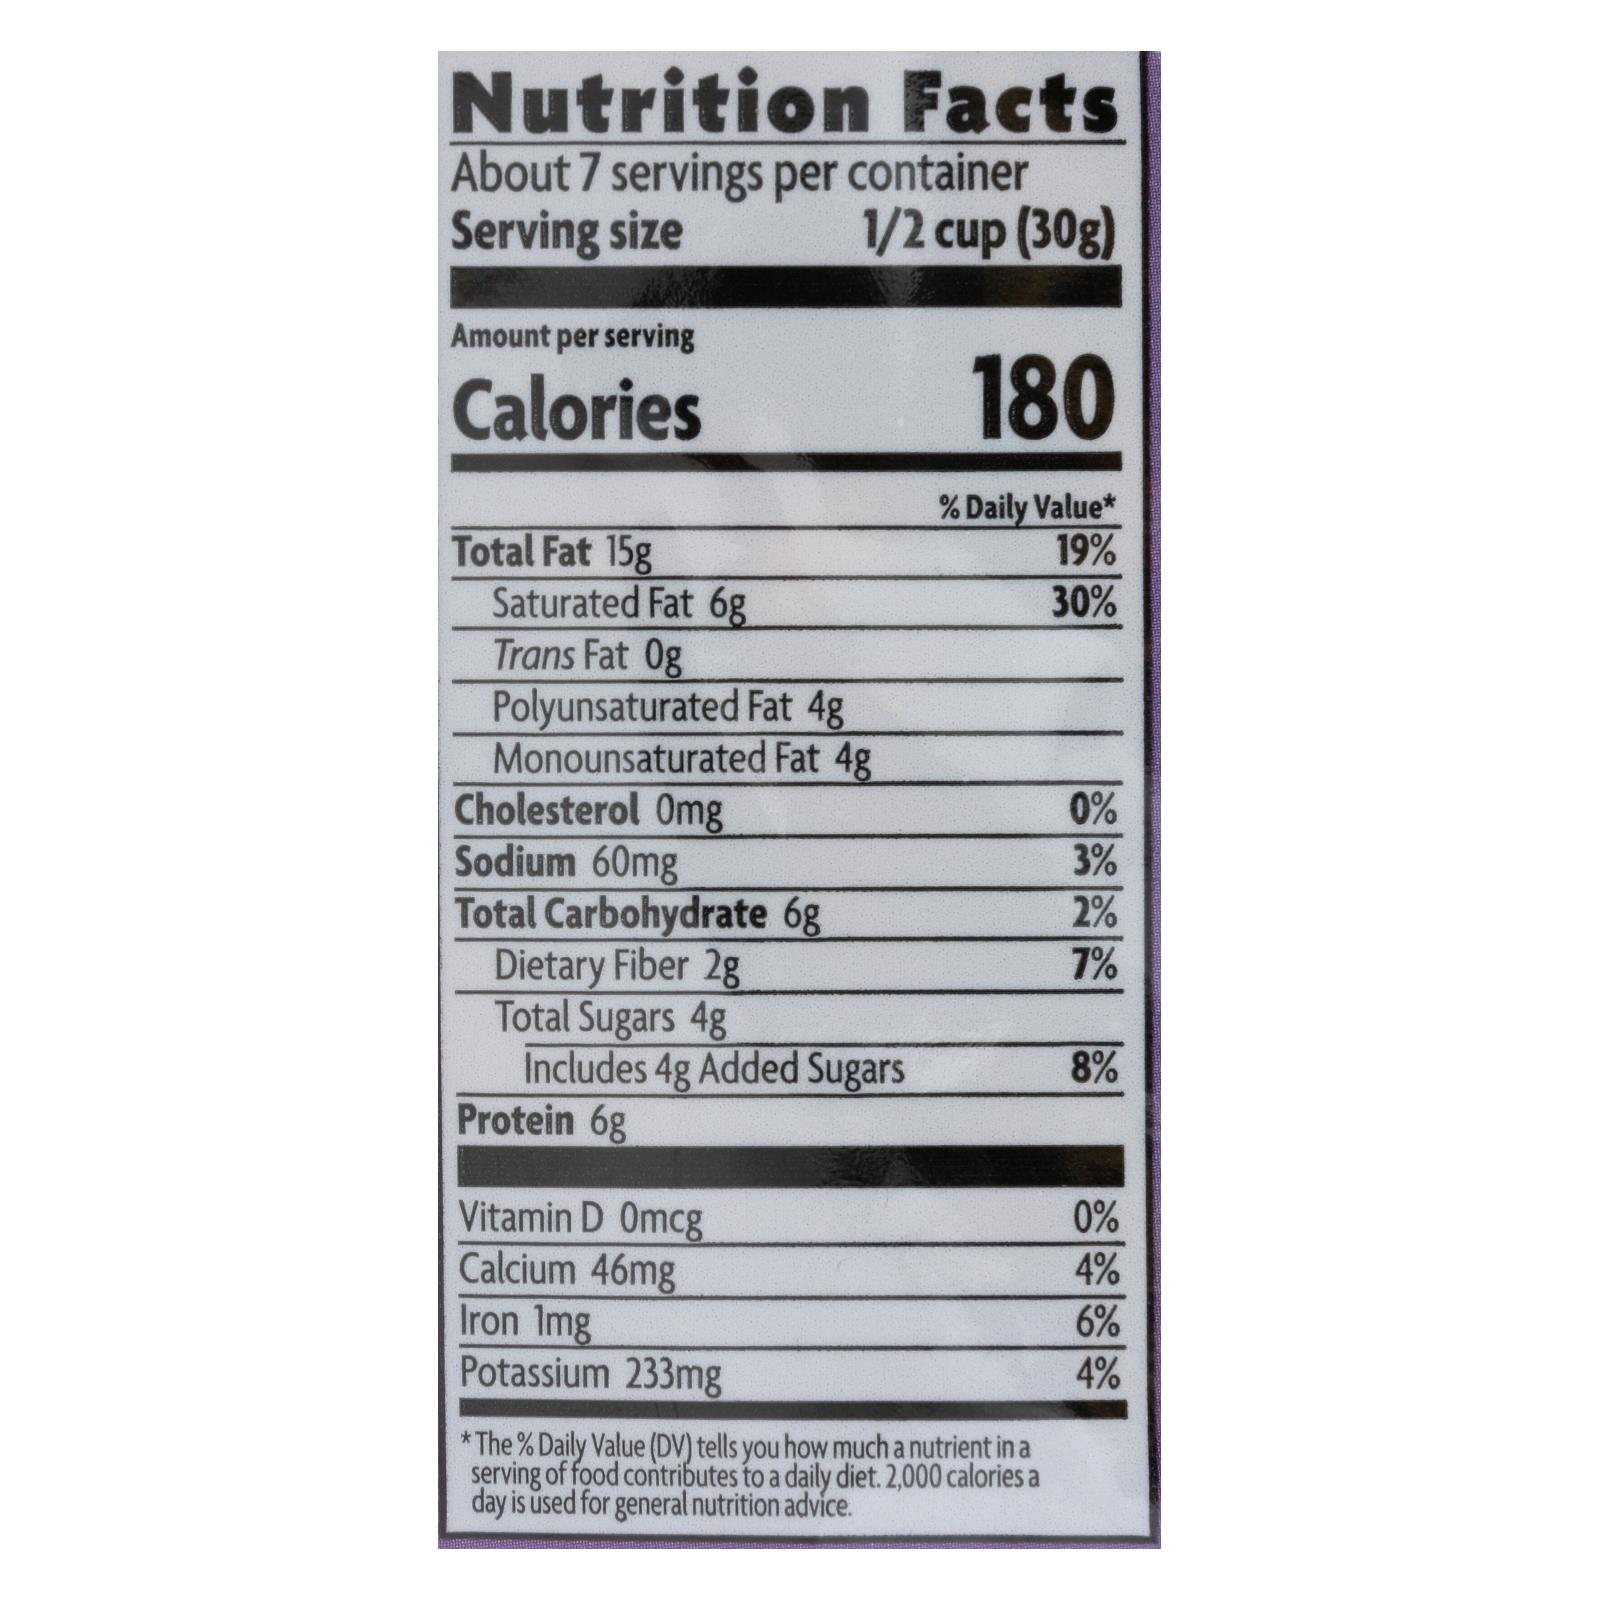 Nutrition Facts
About 7 servings per container
Serving size 1/2 cup (30g)
Amount per serving
Calories 180
% Daily Value*
Total Fat 15g 19%
Saturated Fat 6g 30%
Trans Fat 0g
Polyunsaturated Fat 4g
Monounsaturated Fat 4g
Cholesterol 0mg 0%
Sodium 60mg 3%
Total Carbohydrate 6g 2%
Dietary Fiber 2g 7%
Total Sugars 4g
Includes 4g Added Sugars 8%
Protein 6g
Vitamin D 0mcg 0%
Calcium 46mg 4%
Iron 1mg 6%
Potassium 233mg 4%
* The % Daily Value (DV) tells you how much a nutrient in a
serving of food contributes to a daily diet. 2,000 calories a
day is used for general nutrition advice.